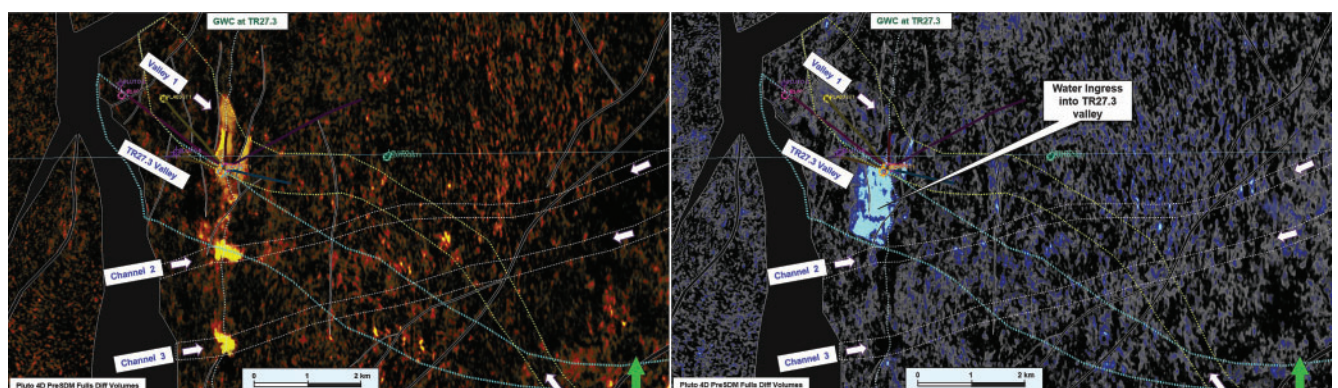 GWC at TR27.3
Valley 1
TR27.3 Valley
Channel 2
Channel 3
Pluto 4D PreSDM Fulls Diff Volumes
0 1 2 km
GWC at TR27.3
Valley 1
Water Ingress
into TR27.3
valley
TR27.3 Valley
Channel 2
Channel 3
Pluto 4D PreSDM Fulls Diff Volumes
0 1 2 km